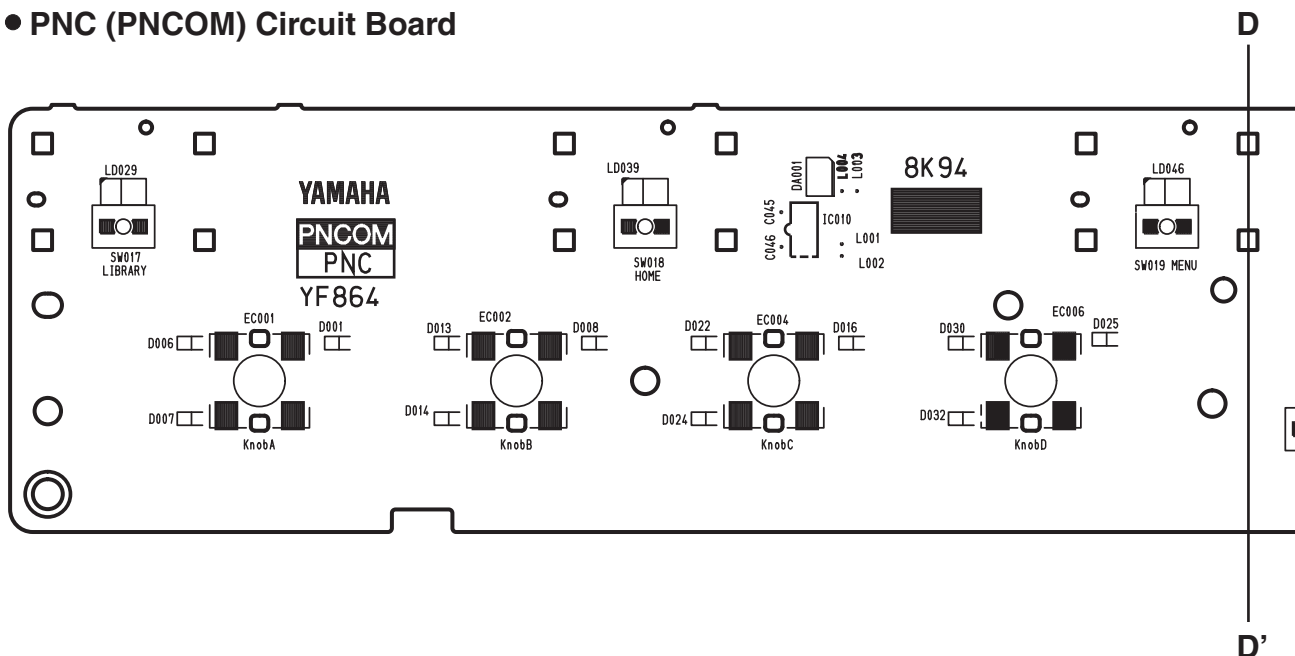 • PNC (PNCOM) Circuit Board
D
LD029
LD039
DA001
L004
L003
8K94
LD046
YAMAHA
PNCOM
PNC
YF864
C045
IC010
C046
L001
L002
SW017
LIBRARY
SW018
HOME
SW019 MENU
EC001
D001
D006
D007
KnobA
EC002
D013
D008
D014
KnobB
EC004
D022
D016
D024
KnobC
EC006
D030
D025
D032
KnobD
D’